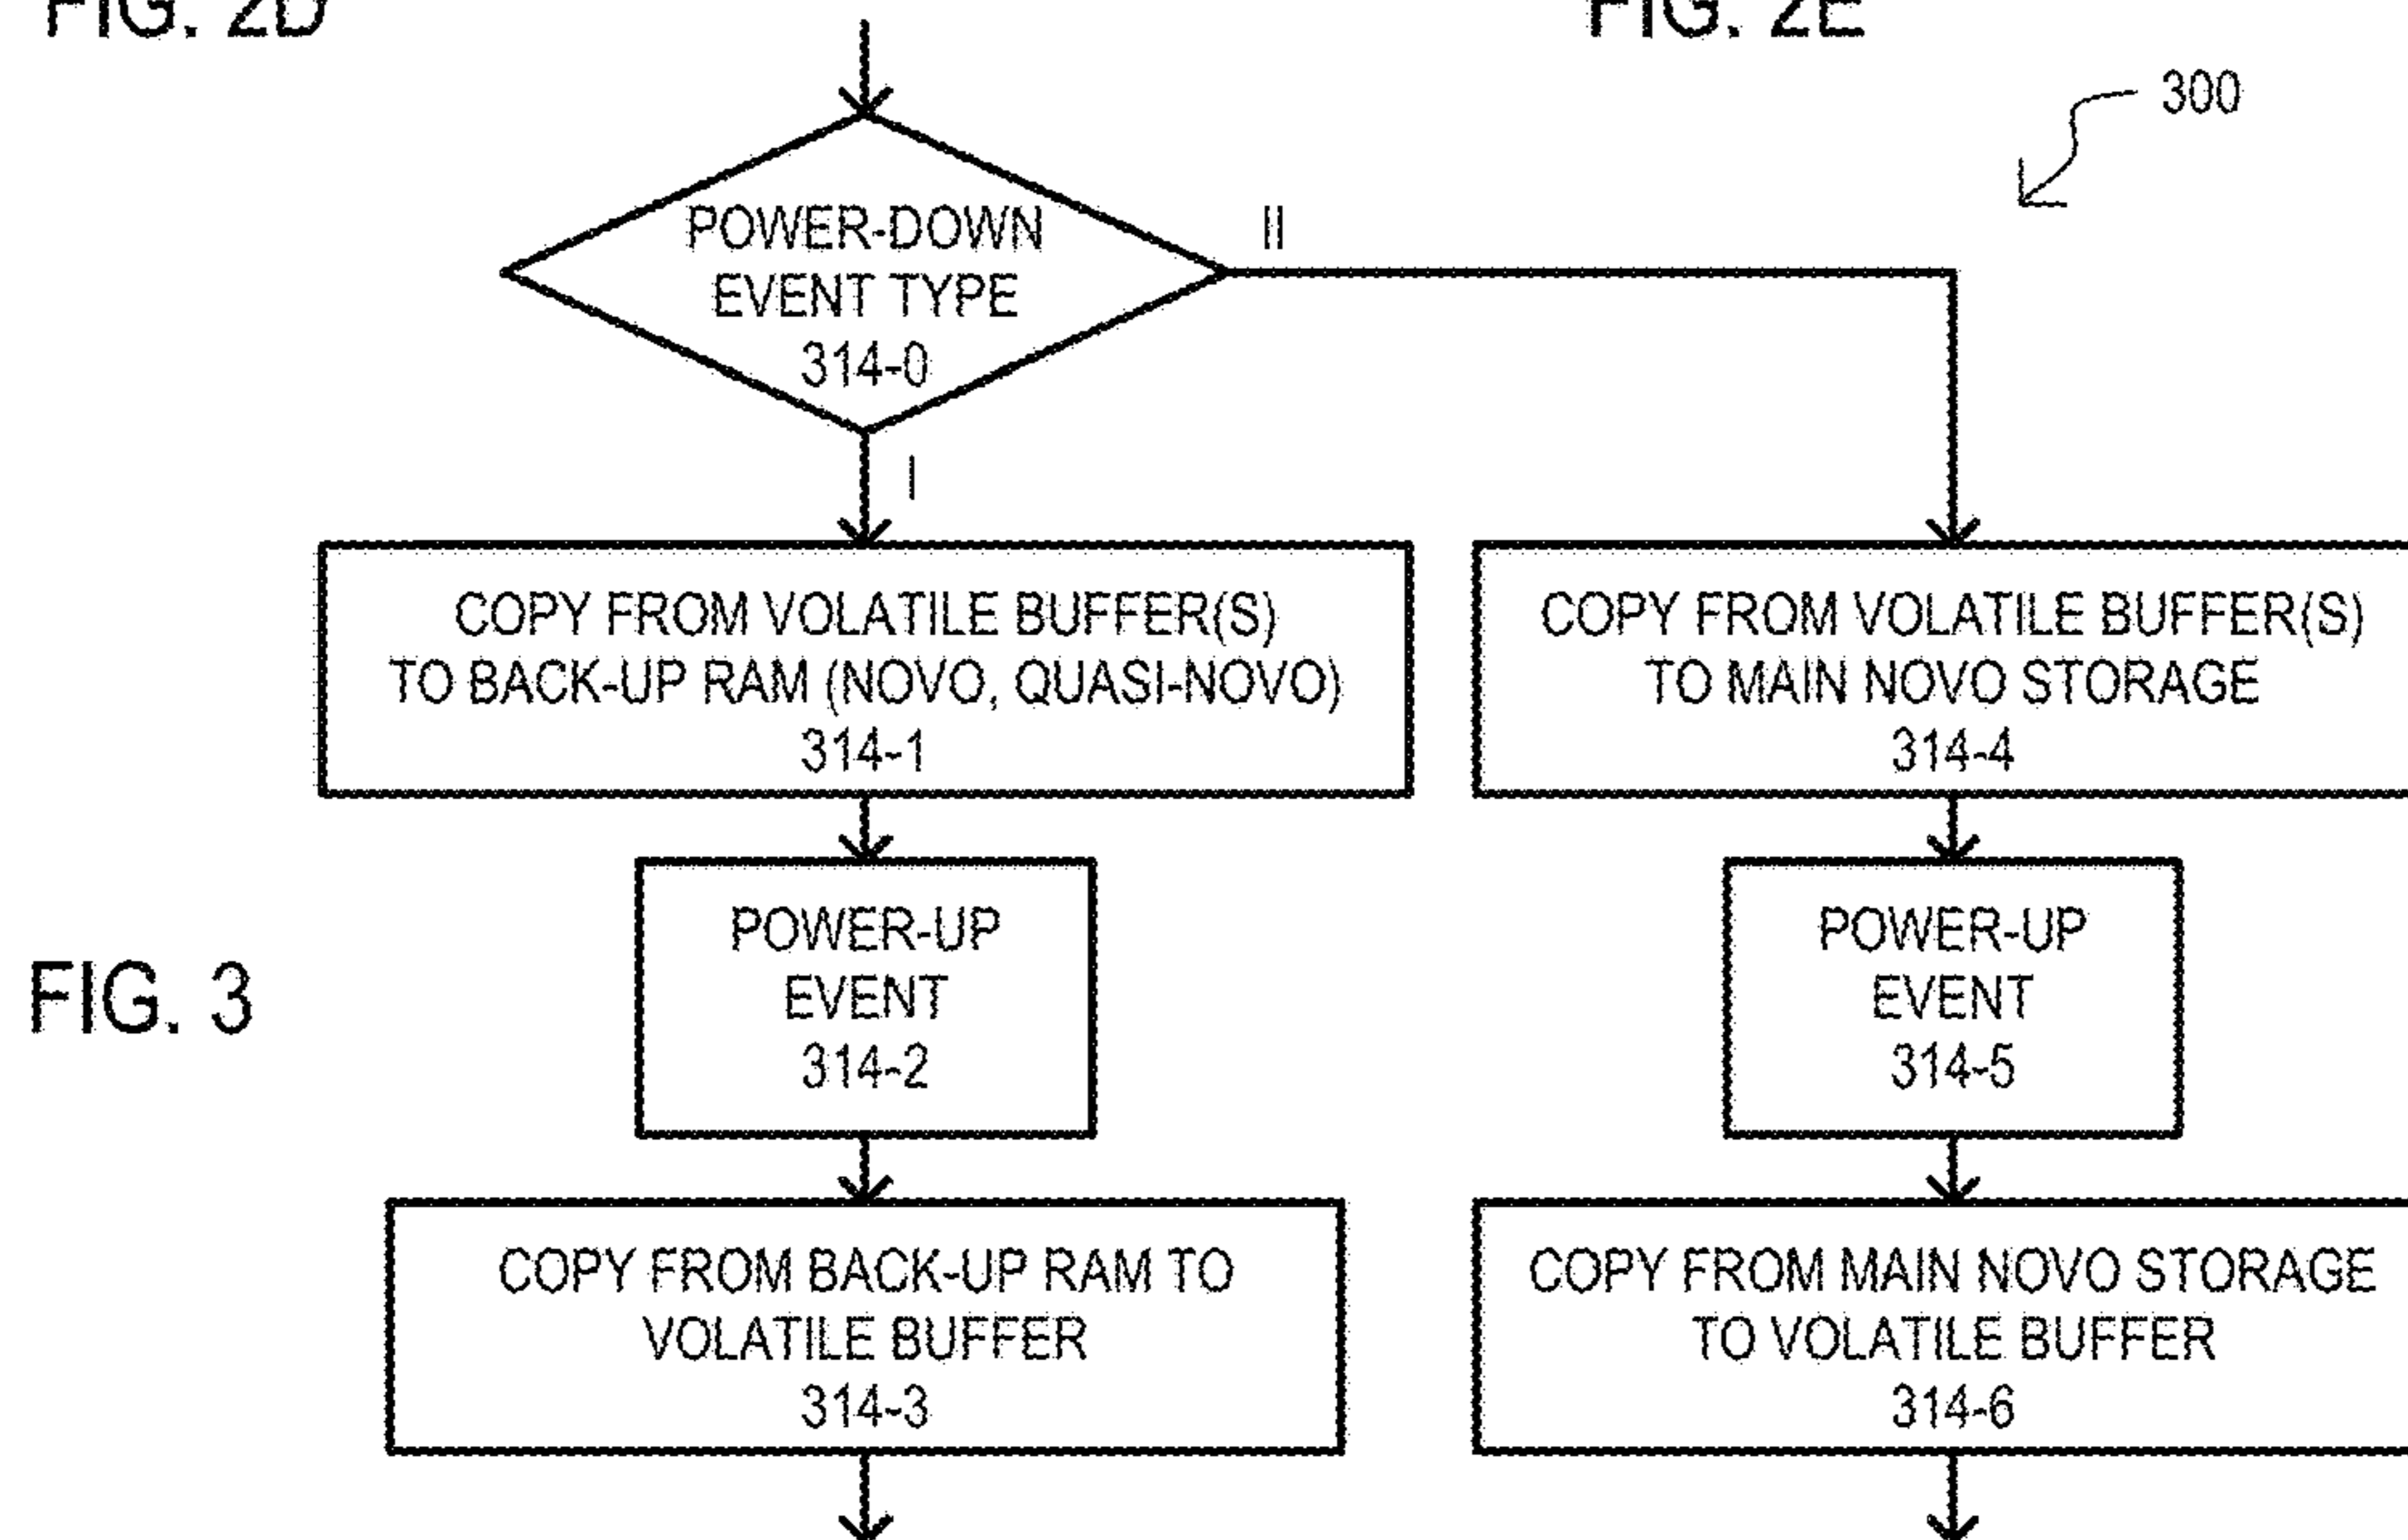 FIG. 2D
FIG. 2E
300
POWER-DOWN
EVENT TYPE
314-0
II
I
COPY FROM VOLATILE BUFFER(S)
TO BACK-UP RAM (NOVO, QUASI-NOVO)
314-1
COPY FROM VOLATILE BUFFER(S)
TO MAIN NOVO STORAGE
314-4
POWER-UP
EVENT
314-2
POWER-UP
EVENT
314-5
FIG. 3
COPY FROM BACK-UP RAM TO
VOLATILE BUFFER
314-3
COPY FROM MAIN NOVO STORAGE
TO VOLATILE BUFFER
314-6